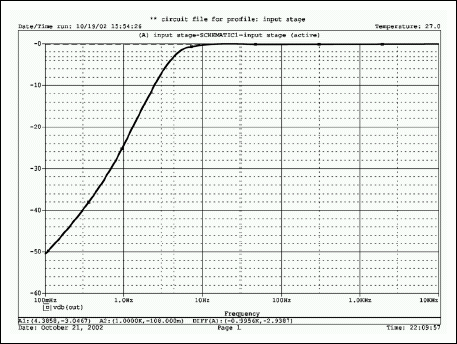 ** circuit file for profile: input stage
Date/Time run: 10/19/02 15:54:26 Temperature: 27.0
(A) input stage-SCHEMATIC1-input stage (active)
-0
-10
-20
-30
-40
-50
-60
100mHz 1.0Hz 10Hz 100Hz 1.0KHz 10KHz
vdb(out)
Frequency
A1:(4.3858,-3.0467) A2:(1.0000K,-108.000m) DIFF(A):(-0.9956K,-2.9387)
Date: October 21, 2002 Page 1 Time: 22:09:57